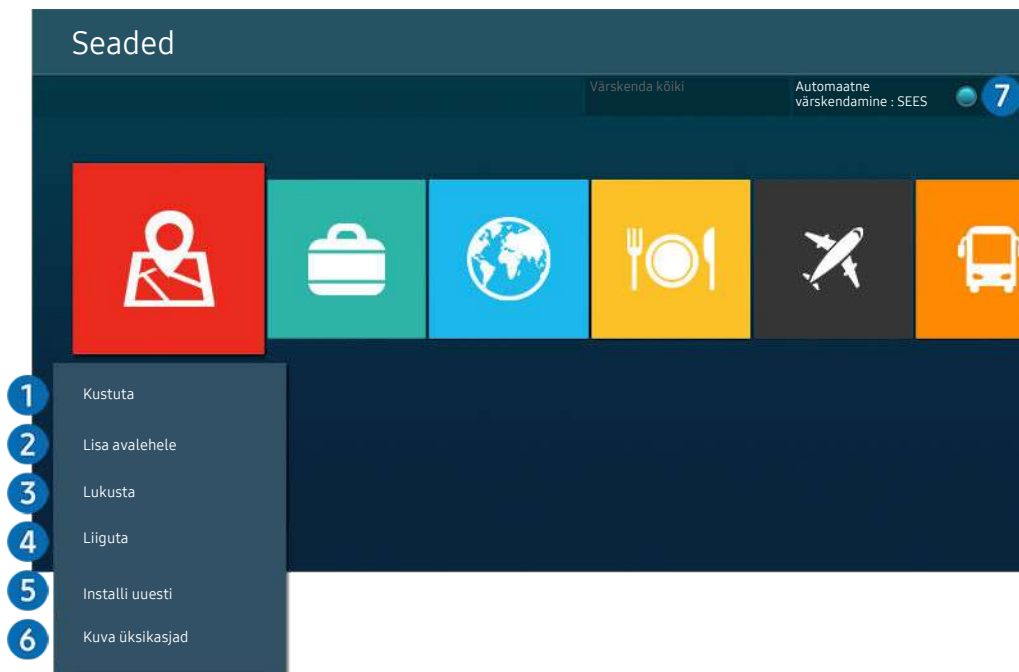 Seaded
Värskenda kõiki
Automaatne
värskendamine : SEES
7
1
Kustuta
2
Lisa avalehele
3
Lukusta
4
Liiguta
5
Installi uuesti
6
Kuva üksikasjad